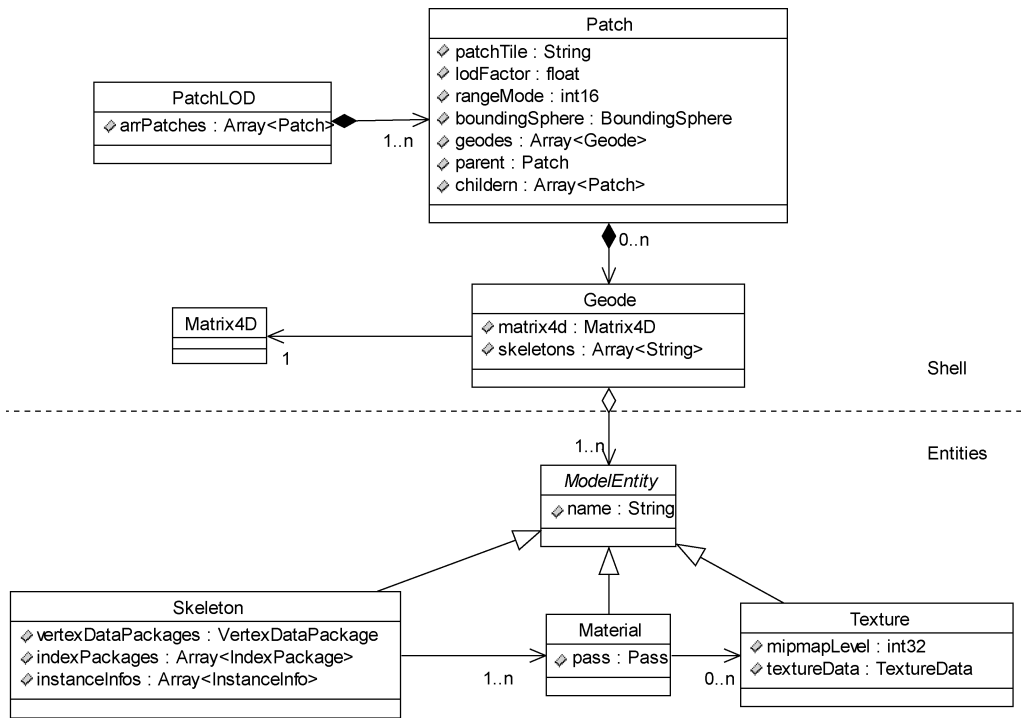 Patch
patchTile : String
lodFactor : float
rangeMode : int16
boundingSphere : BoundingSphere
geodes : Array<Geode>
parent : Patch
childern : Array<Patch>
PatchLOD
arrPatches : Array<Patch>
1..n
0..n
Geode
matrix4d : Matrix4D
skeletons : Array<String>
Matrix4D
1
Shell
Entities
1..n
ModelEntity
name : String
Skeleton
vertexDataPackages : VertexDataPackage
indexPackages : Array<IndexPackage>
instanceInfos : Array<InstanceInfo>
1..n
Material
pass : Pass
0..n
Texture
mipmapLevel : int32
textureData : TextureData